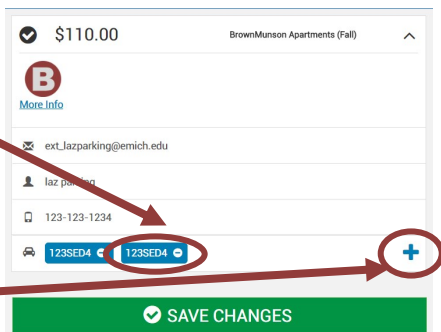 $110.00 BrownMunson Apartments (Fall)
B
More Info
ext_lazparking@emich.edu
laz parking
123-123-1234
123SED4 123SED4
SAVE CHANGES